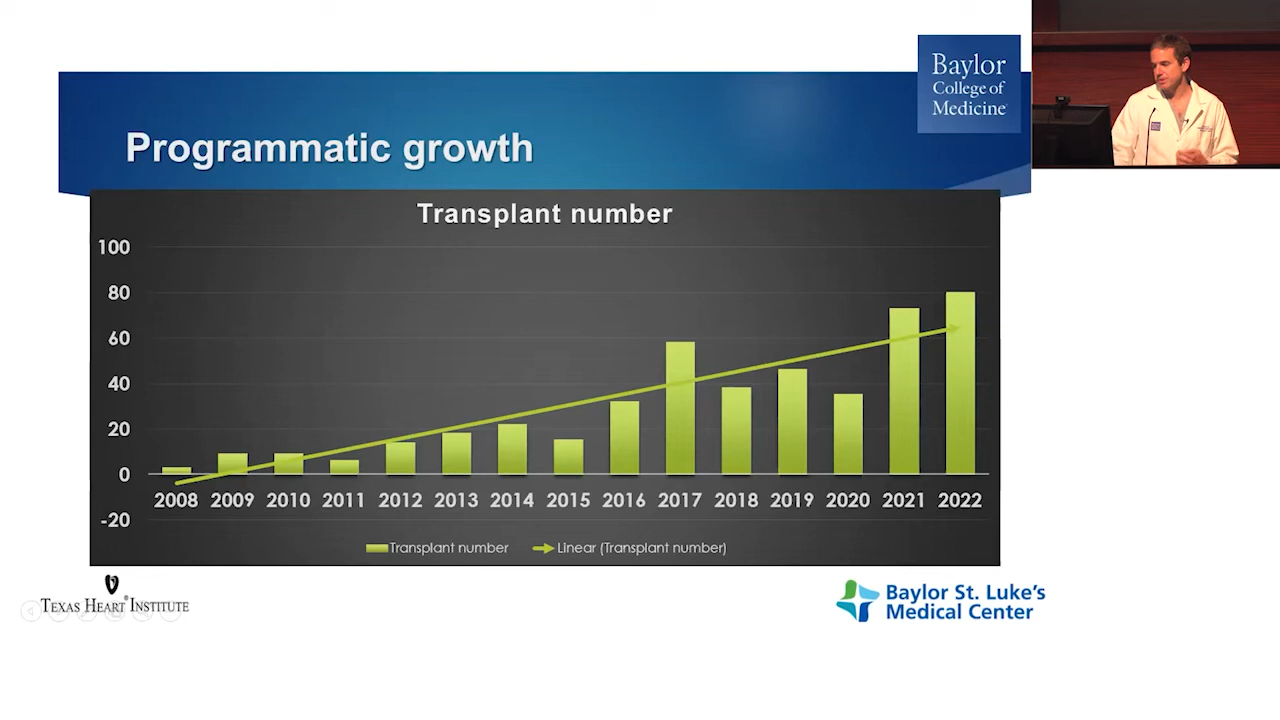 Baylor
College of
Medicine
Programmatic growth
Transplant number
100
80
60
40
20
0
-20
2008 2009 2010 2011 2012 2013 2014 2015 2016 2017 2018 2019 2020 2021 2022
Transplant number Linear (Transplant number)
TEXAS HEART® INSTITUTE
Baylor St. Luke's
Medical Center